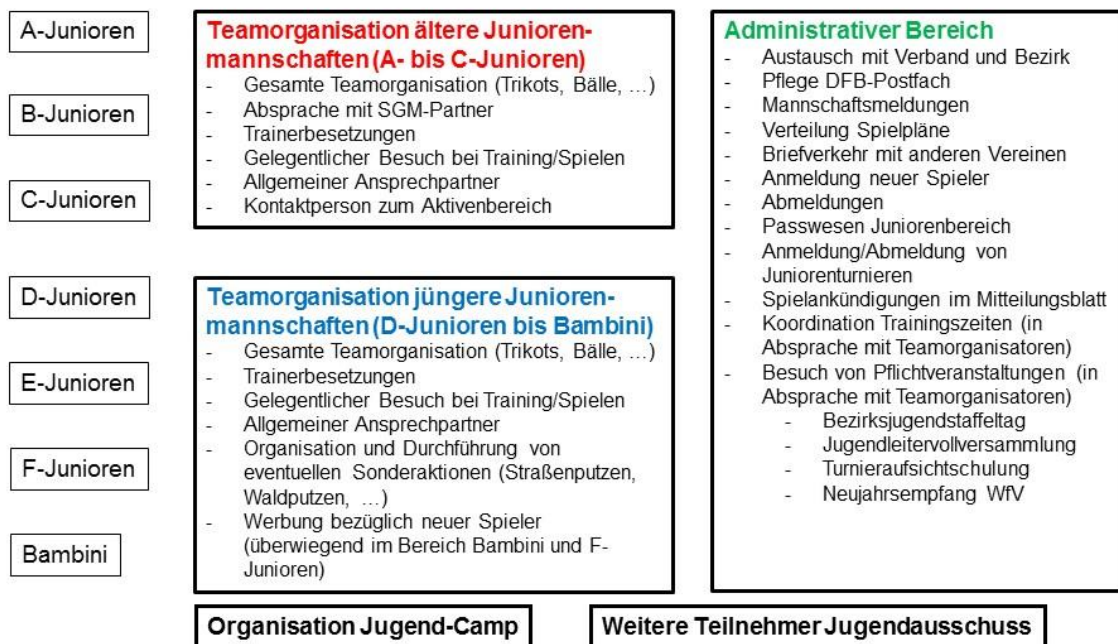 A-Junioren
B-Junioren
C-Junioren
D-Junioren
E-Junioren
F-Junioren
Bambini
Teamorganisation ältere Junioren-
mannschaften (A- bis C-Junioren)
- Gesamte Teamorganisation (Trikots, Bälle, …)
- Absprache mit SGM-Partner
- Trainerbesetzungen
- Gelegentlicher Besuch bei Training/Spielen
- Allgemeiner Ansprechpartner
- Kontaktperson zum Aktivenbereich
Teamorganisation jüngere Junioren-
mannschaften (D-Junioren bis Bambini)
- Gesamte Teamorganisation (Trikots, Bälle, …)
- Trainerbesetzungen
- Gelegentlicher Besuch bei Training/Spielen
- Allgemeiner Ansprechpartner
- Organisation und Durchführung von
eventuellen Sonderaktionen (Straßenputzen,
Waldputzen, …)
- Werbung bezüglich neuer Spieler
(überwiegend im Bereich Bambini und F-
Junioren)
Administrativer Bereich
- Austausch mit Verband und Bezirk
- Pflege DFB-Postfach
- Mannschaftsmeldungen
- Verteilung Spielpläne
- Briefverkehr mit anderen Vereinen
- Anmeldung neuer Spieler
- Abmeldungen
- Passwesen Juniorenbereich
- Anmeldung/Abmeldung von
Juniorenturnieren
- Spielankündigungen im Mitteilungsblatt
- Koordination Trainingszeiten (in
Absprache mit Teamorganisatoren)
- Besuch von Pflichtveranstaltungen (in
Absprache mit Teamorganisatoren)
- Bezirksjugendstaffeltag
- Jugendleitervollversammlung
- Turnieraufsichtschulung
- Neujahrsempfang WfV
Organisation Jugend-Camp
Weitere Teilnehmer Jugendausschuss